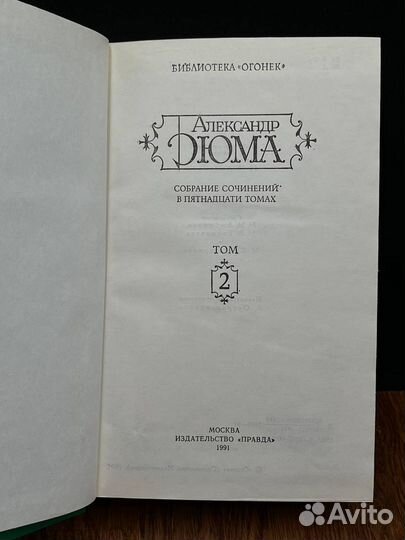 БИБЛИОТЕКА «ОГОНЕК»
АЛЕКСАНДР
ДЮМА
СОБРАНИЕ СОЧИНЕНИЙ
В ПЯТНАДЦАТИ ТОМАХ
ТОМ
2
МОСКВА
ИЗДАТЕЛЬСТВО «ПРАВДА»
1991
Avito